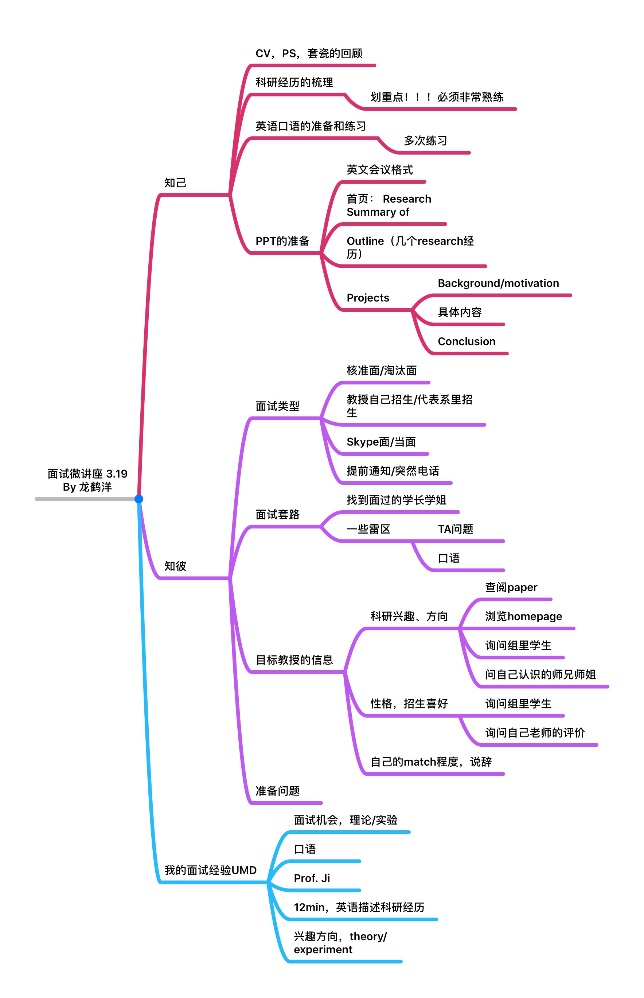 面试微讲座 3.19
By 龙鹤洋
知己
CV，PS，套瓷的回顾
科研经历的梳理
划重点！！！必须非常熟练
英语口语的准备和练习
多次练习
PPT的准备
英文会议格式
首页： Research
Summary of
Outline（几个research经
历）
Projects
Background/motivation
具体内容
Conclusion
知彼
面试类型
核准面/淘汰面
教授自己招生/代表系里招
生
Skype面/当面
提前通知/突然电话
面试套路
找到面过的学长学姐
一些雷区
TA问题
口语
目标教授的信息
科研兴趣、方向
查阅paper
浏览homepage
询问组里学生
问自己认识的师兄师姐
性格，招生喜好
询问组里学生
询问自己老师的评价
自己的match程度，说辞
准备问题
我的面试经验UMD
面试机会，理论/实验
口语
Prof. Ji
12min，英语描述科研经历
兴趣方向，theory/
experiment